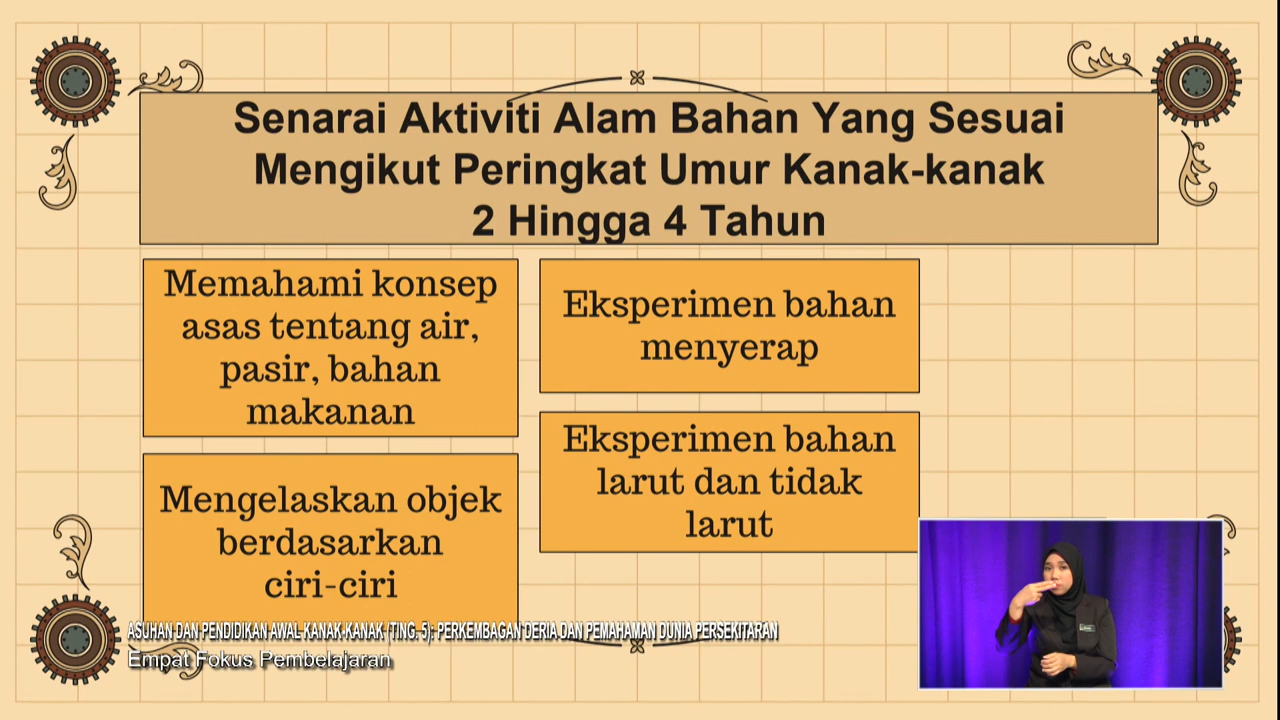 Senarai Aktiviti Alam Bahan Yang Sesuai
Mengikut Peringkat Umur Kanak-kanak
2 Hingga 4 Tahun
Memahami konsep
asas tentang air,
pasir, bahan
makanan
Mengelaskan objek
berdasarkan
ciri-ciri
Eksperimen bahan
menyerap
Eksperimen bahan
larut dan tidak
larut
ASUHAN DAN PENDIDIKAN AWAL KANAK-KANAK (TING. 5): PERKEMBAGAN DERIA DAN PEMAHAMAN DUNIA PERSEKITARAN
Empat Fokus Pembelajaran